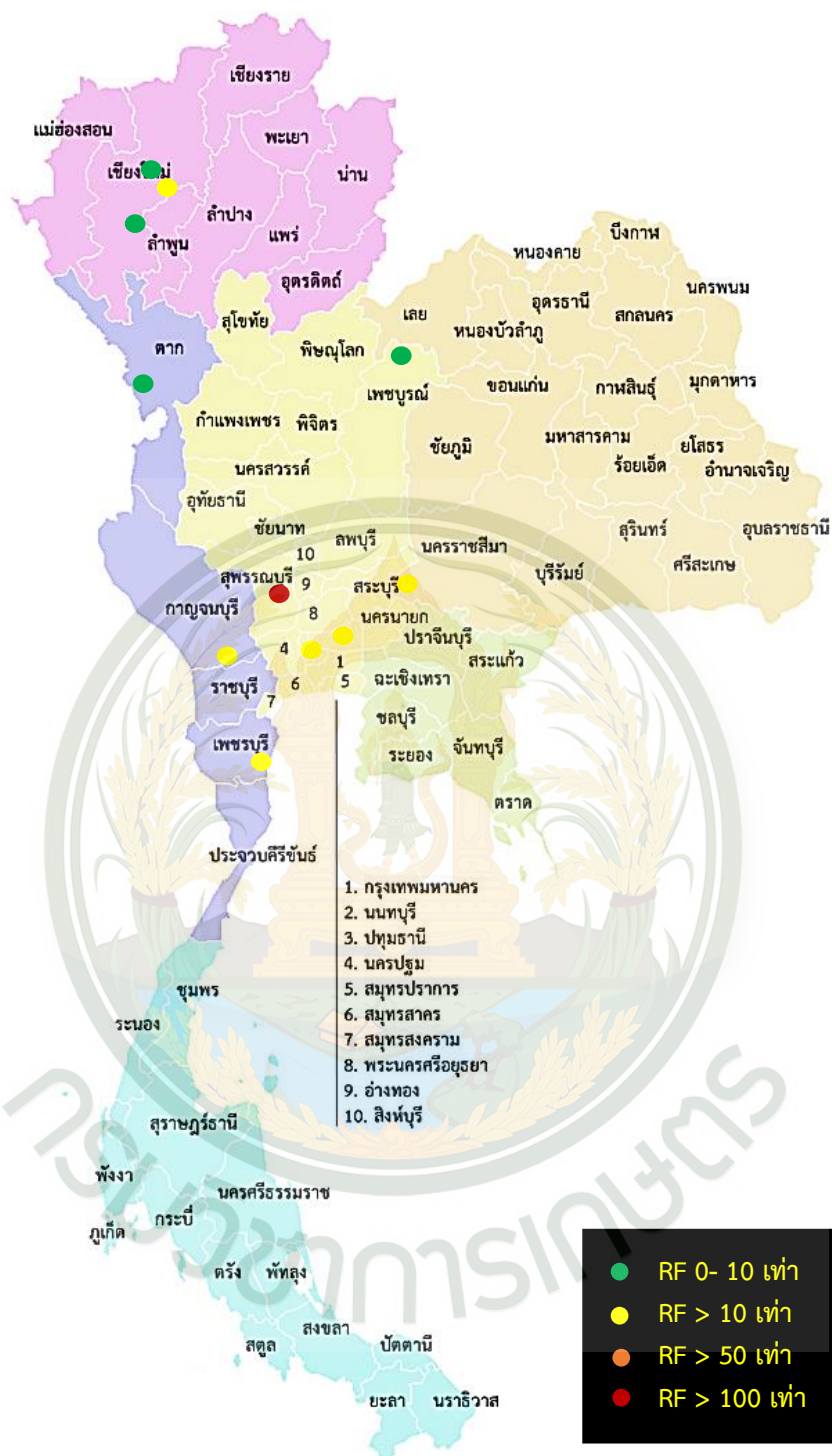 เชียงราย
แม่ฮ่องสอน
พะเยา
เชียงใหม่
น่าน
ลำปาง
ลำพูน
แพร่
อุตรดิตถ์
บึงกาฬ
หนองคาย
นครพนม
อุดรธานี
เลย
สกลนคร
สุโขทัย
หนองบัวลำภู
ตาก
พิษณุโลก
เพชบูรณ์
ขอนแก่น
กาฬสินธุ์
มุกดาหาร
กำแพงเพชร
พิจิตร
ชัยภูมิ
มหาสารคาม
ยโสธร
ร้อยเอ็ด
อำนาจเจริญ
นครสวรรค์
อุทัยธานี
ชัยนาท
ลพบุรี
นครราชสีมา
สุรินทร์
อุบลราชธานี
10
สุพรรณบุรี
9
สระบุรี
บุรีรัมย์
ศรีสะเกษ
กาญจนบุรี
8
นครนายก
ปราจีนบุรี
4
1
สระแก้ว
ราชบุรี
6
5
ฉะเชิงเทรา
7
ชลบุรี
เพชรบุรี
ระยอง
จันทบุรี
ตราด
ประจวบคีรีขันธ์
1. กรุงเทพมหานคร
2. นนทบุรี
3. ปทุมธานี
4. นครปฐม
5. สมุทรปราการ
6. สมุทรสาคร
7. สมุทรสงคราม
8. พระนครศรีอยุธยา
9. อ่างทอง
10. สิงห์บุรี
ชุมพร
ระนอง
สุราษฎร์ธานี
พังงา
นครศรีธรรมราช
กระบี่
ภูเก็ต
ตรัง
พัทลุง
สงขลา
สตูล
ปัตตานี
ยะลา
นราธิวาส
กรมวิชาการเกษตร
RF 0- 10 เท่า
RF > 10 เท่า
RF > 50 เท่า
RF > 100 เท่า